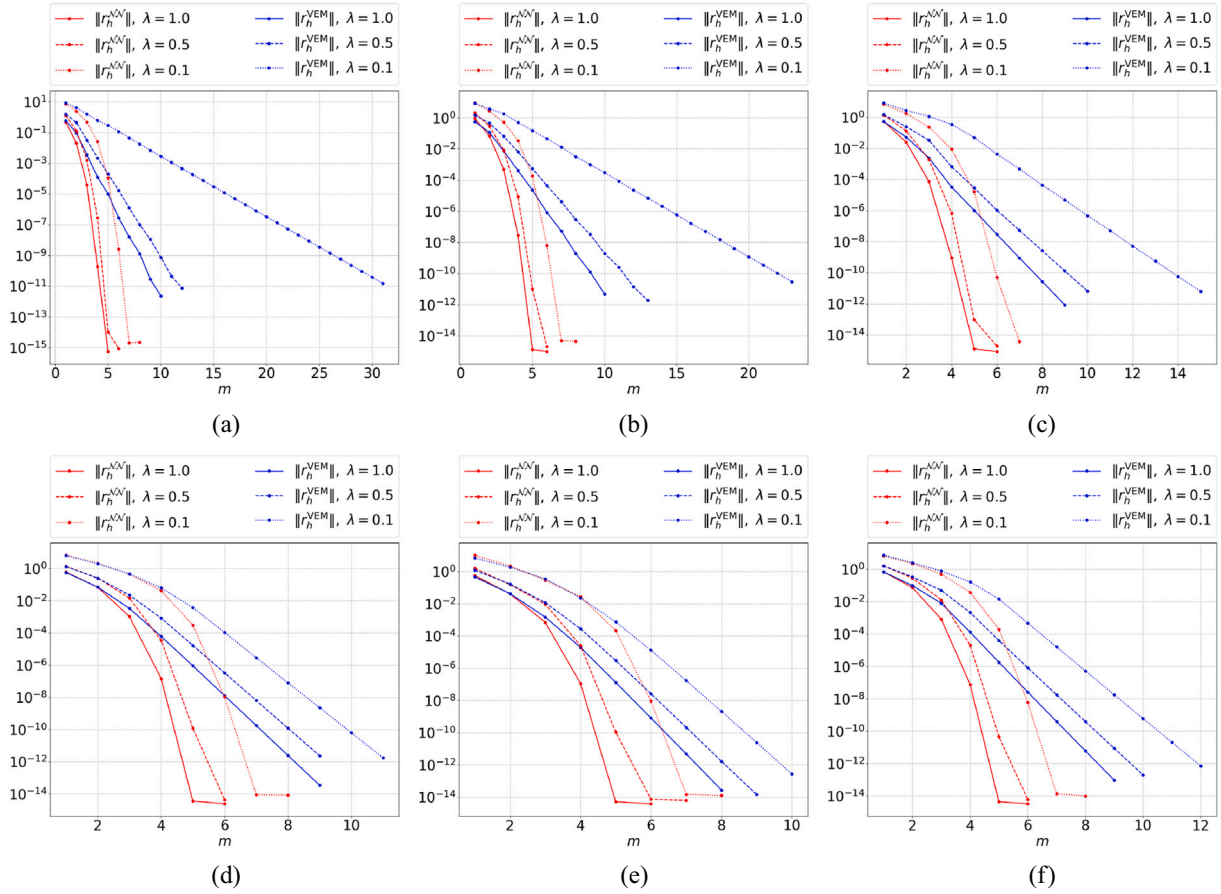 ‖r_h^𝒩𝒩‖, λ = 1.0 ‖r_h^VEM‖, λ = 1.0
‖r_h^𝒩𝒩‖, λ = 0.5 ‖r_h^VEM‖, λ = 0.5
‖r_h^𝒩𝒩‖, λ = 0.1 ‖r_h^VEM‖, λ = 0.1
10^1
10^-1
10^-3
10^-5
10^-7
10^-9
10^-11
10^-13
10^-15
0 5 10 15 20 25 30
m
(a)
‖r_h^𝒩𝒩‖, λ = 1.0 ‖r_h^VEM‖, λ = 1.0
‖r_h^𝒩𝒩‖, λ = 0.5 ‖r_h^VEM‖, λ = 0.5
‖r_h^𝒩𝒩‖, λ = 0.1 ‖r_h^VEM‖, λ = 0.1
10^0
10^-2
10^-4
10^-6
10^-8
10^-10
10^-12
10^-14
0 5 10 15 20
m
(b)
‖r_h^𝒩𝒩‖, λ = 1.0 ‖r_h^VEM‖, λ = 1.0
‖r_h^𝒩𝒩‖, λ = 0.5 ‖r_h^VEM‖, λ = 0.5
‖r_h^𝒩𝒩‖, λ = 0.1 ‖r_h^VEM‖, λ = 0.1
10^0
10^-2
10^-4
10^-6
10^-8
10^-10
10^-12
10^-14
2 4 6 8 10 12 14
m
(c)
‖r_h^𝒩𝒩‖, λ = 1.0 ‖r_h^VEM‖, λ = 1.0
‖r_h^𝒩𝒩‖, λ = 0.5 ‖r_h^VEM‖, λ = 0.5
‖r_h^𝒩𝒩‖, λ = 0.1 ‖r_h^VEM‖, λ = 0.1
10^0
10^-2
10^-4
10^-6
10^-8
10^-10
10^-12
10^-14
2 4 6 8 10
m
(d)
‖r_h^𝒩𝒩‖, λ = 1.0 ‖r_h^VEM‖, λ = 1.0
‖r_h^𝒩𝒩‖, λ = 0.5 ‖r_h^VEM‖, λ = 0.5
‖r_h^𝒩𝒩‖, λ = 0.1 ‖r_h^VEM‖, λ = 0.1
10^0
10^-2
10^-4
10^-6
10^-8
10^-10
10^-12
10^-14
2 4 6 8 10
m
(e)
‖r_h^𝒩𝒩‖, λ = 1.0 ‖r_h^VEM‖, λ = 1.0
‖r_h^𝒩𝒩‖, λ = 0.5 ‖r_h^VEM‖, λ = 0.5
‖r_h^𝒩𝒩‖, λ = 0.1 ‖r_h^VEM‖, λ = 0.1
10^0
10^-2
10^-4
10^-6
10^-8
10^-10
10^-12
10^-14
2 4 6 8 10 12
m
(f)